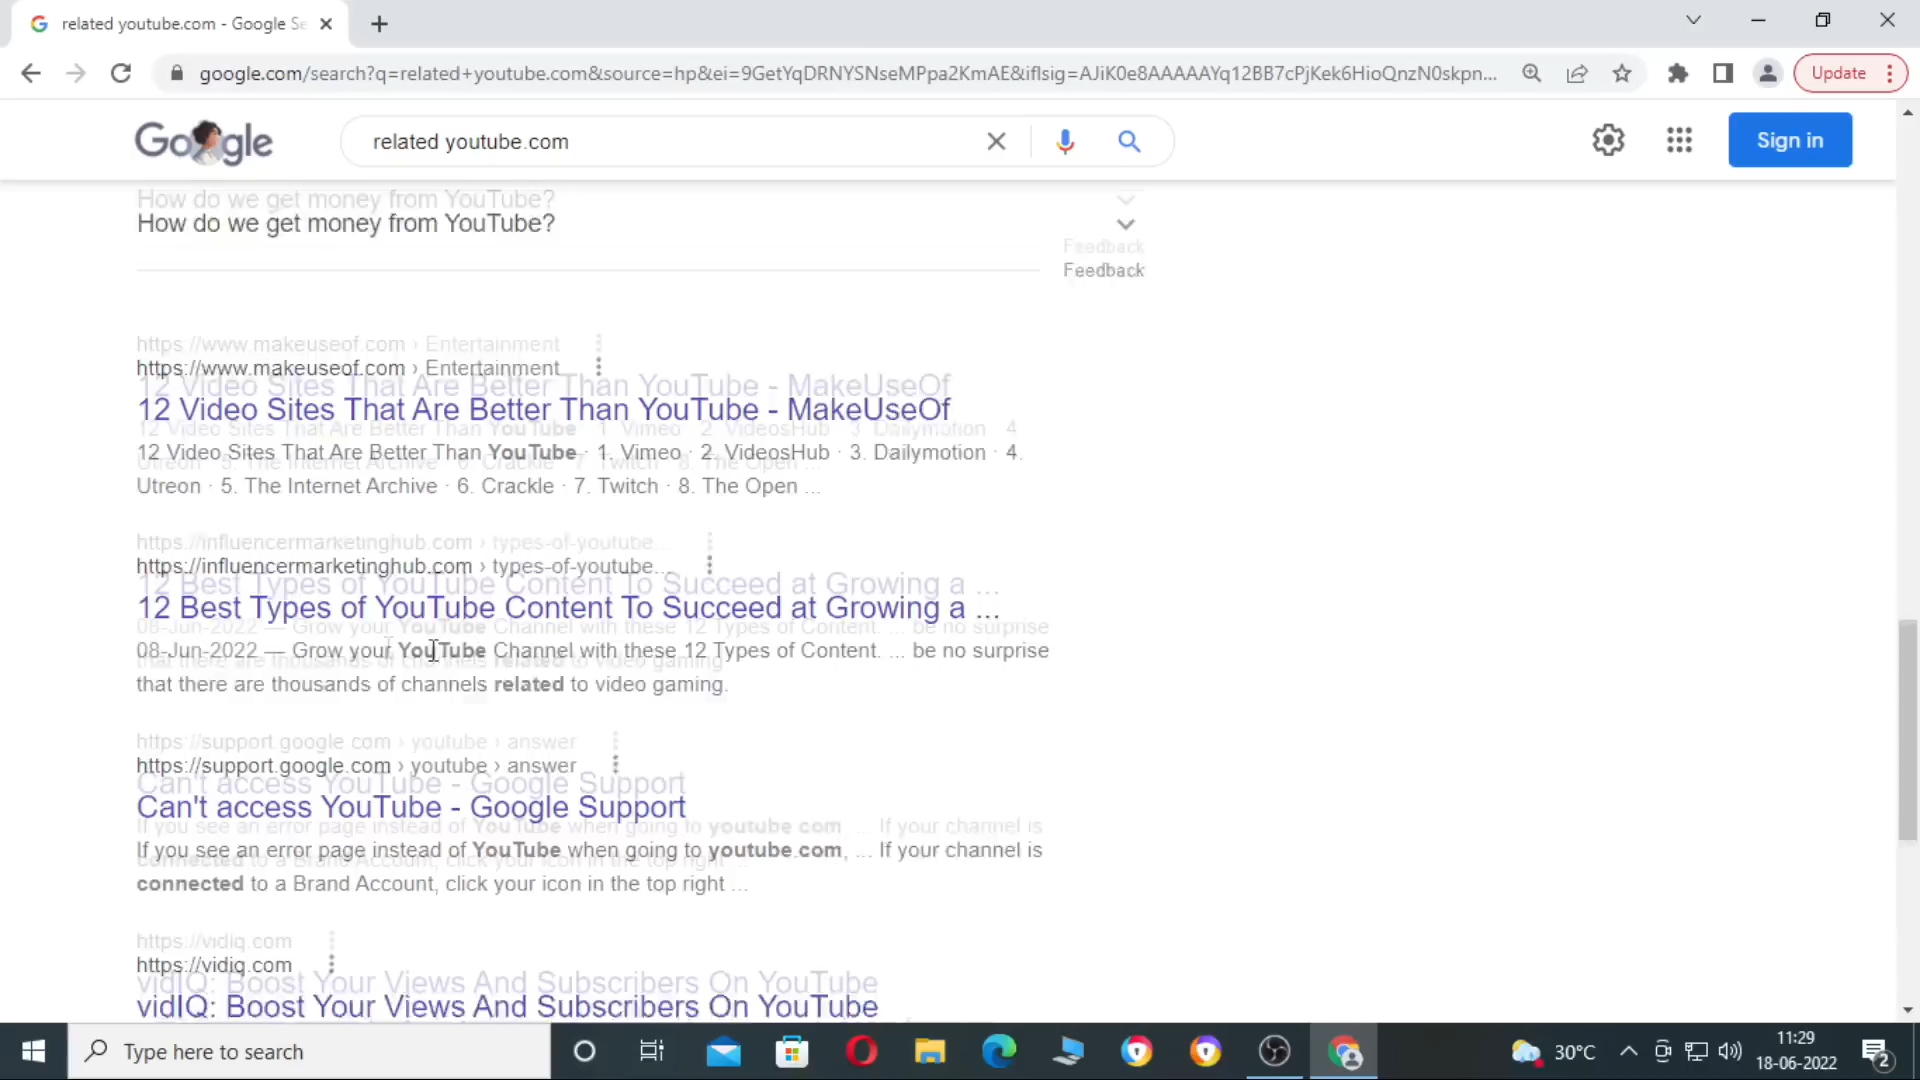 related youtube.com - Google Se
google.com/search?q=related+youtube.com&source=hp&ei=9GetYqDRNYSNseMPpa2KmAE&iflsig=AJiK0e8AAAAAYq12BB7cPjKek6HioQnzN0skpn...
Update
Google
related youtube.com
Sign in
How do we get money from YouTube?
Feedback
https://www.makeuseof.com › Entertainment
12 Video Sites That Are Better Than YouTube - MakeUseOf
12 Video Sites That Are Better Than YouTube · 1. Vimeo · 2. VideosHub · 3. Dailymotion · 4.
Utreon · 5. The Internet Archive · 6. Crackle · 7. Twitch · 8. The Open ...
https://influencermarketinghub.com › types-of-youtube...
12 Best Types of YouTube Content To Succeed at Growing a ...
08-Jun-2022 — Grow your YouTube Channel with these 12 Types of Content. ... be no surprise
that there are thousands of channels related to video gaming.
https://support.google.com › youtube › answer
Can't access YouTube - Google Support
If you see an error page instead of YouTube when going to youtube.com, ... If your channel is
connected to a Brand Account, click your icon in the top right ...
https://vidiq.com
vidIQ: Boost Your Views And Subscribers On YouTube
Type here to search
30°C
11:29
18-06-2022
2